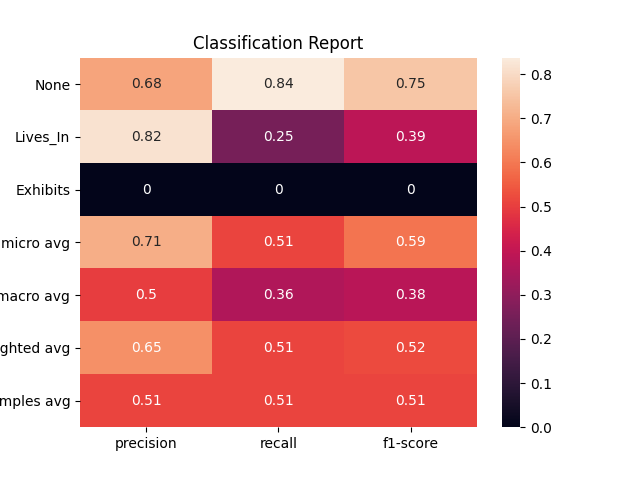 Classification Report
None 0.68 0.84 0.75
Lives_In 0.82 0.25 0.39
Exhibits 0 0 0
micro avg 0.71 0.51 0.59
macro avg 0.5 0.36 0.38
ghted avg 0.65 0.51 0.52
mples avg 0.51 0.51 0.51
precision recall f1-score
0.8
0.7
0.6
0.5
0.4
0.3
0.2
0.1
0.0